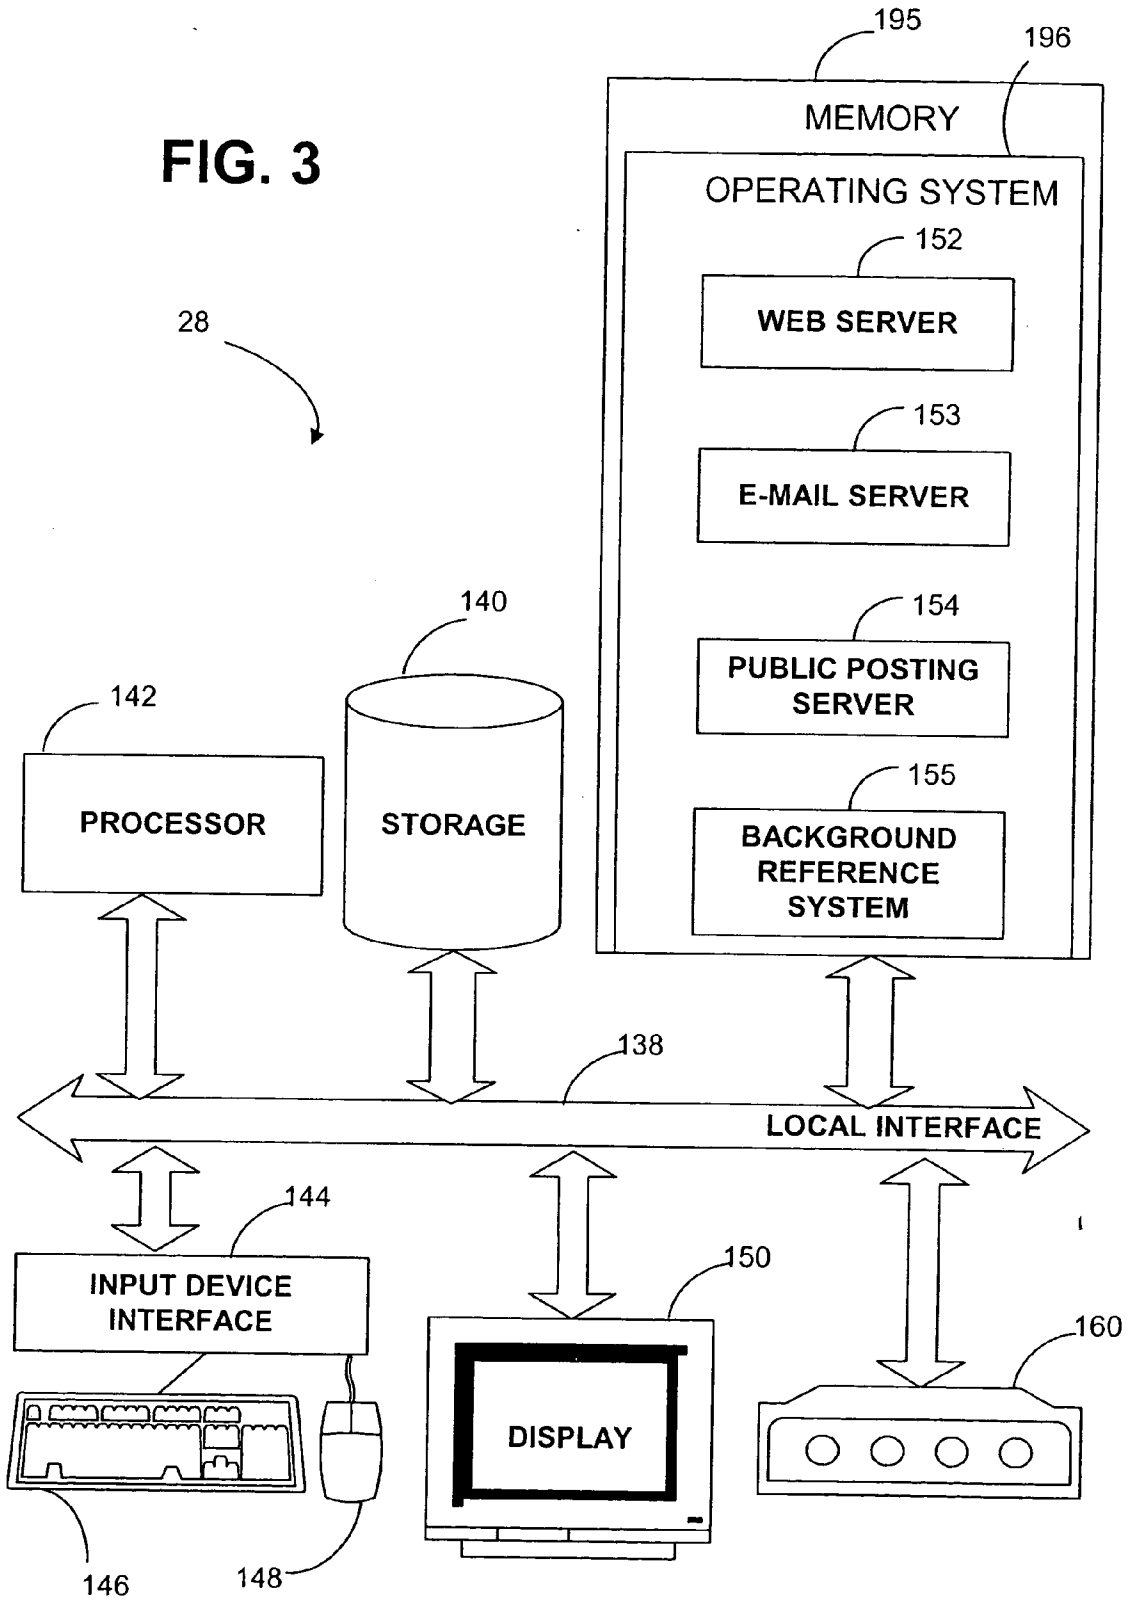 195
196
MEMORY
FIG. 3
OPERATING SYSTEM
152
WEB SERVER
28
153
E-MAIL SERVER
140
154
PUBLIC POSTING
SERVER
142
155
PROCESSOR
STORAGE
BACKGROUND
REFERENCE
SYSTEM
138
LOCAL INTERFACE
144
INPUT DEVICE
INTERFACE
150
160
DISPLAY
146
148